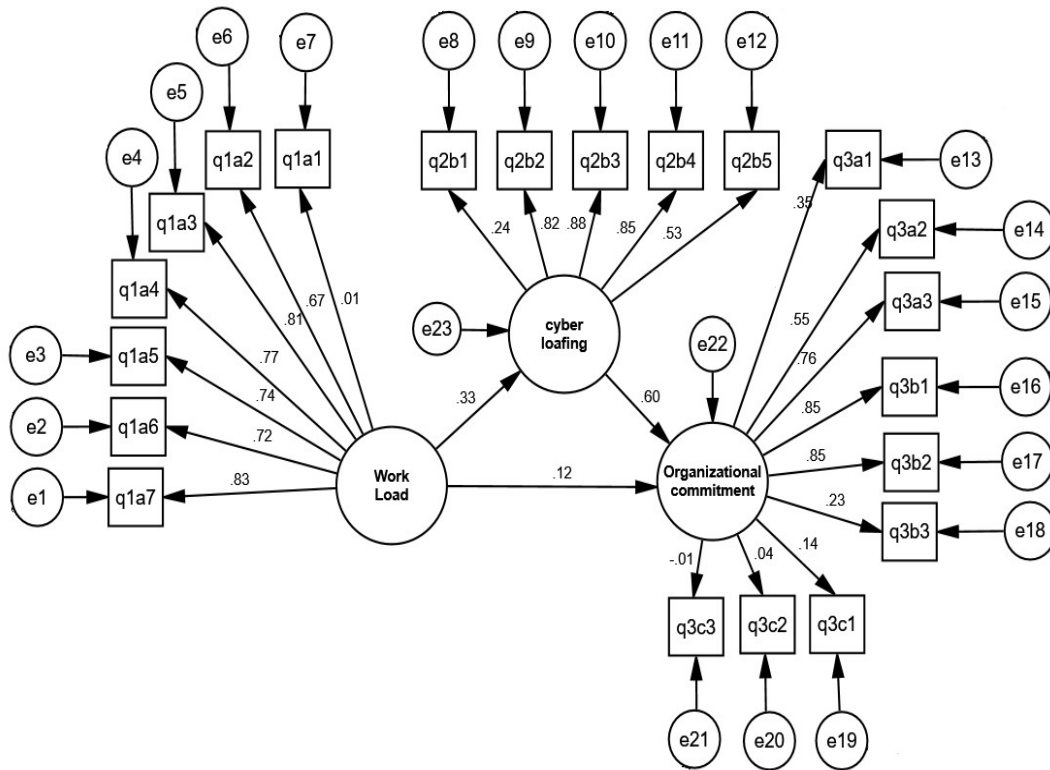 e6
e7
e8
e9
e10
e11
e12
e5
e4
q1a2
q1a1
q2b1
q2b2
q2b3
q2b4
q2b5
q3a1
e13
q1a3
.24
.82
.88
.85
.53
.35
q3a2
e14
q1a4
.67
.01
.81
e23
cyber
loafing
e22
.55
q3a3
e15
e3
q1a5
.77
.76
.74
.33
.60
.85
q3b1
e16
e2
q1a6
.72
Work
Load
.12
Organizational
commitment
.85
q3b2
e17
e1
q1a7
.83
.23
q3b3
e18
-.01
.04
.14
q3c3
q3c2
q3c1
e21
e20
e19